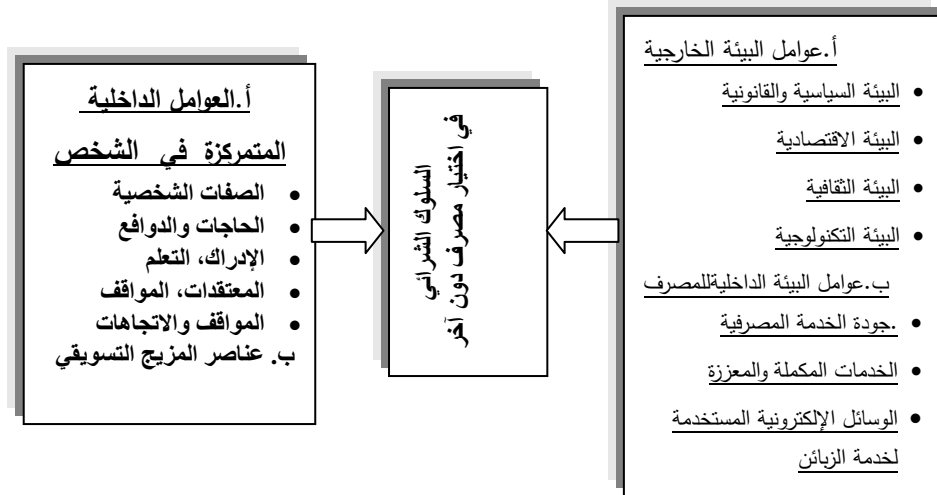 أ.عوامل البيئة الخارجية
• البيئة السياسية والقانونية
• البيئة الاقتصادية
• البيئة الثقافية
• البيئة التكنولوجية
ب.عوامل البيئة الداخليةللمصرف
• .جودة الخدمة المصرفية
• الخدمات المكملة والمعززة
• الوسائل الإلكترونية المستخدمة
لخدمة الزبائن
السلوك الشرائي
في اختيار مصرف دون آخر
أ.العوامل الداخلية
المتمركزة في الشخص
• الصفات الشخصية
• الحاجات والدوافع
• الإدراك، التعلم
• المعتقدات، المواقف
• المواقف والاتجاهات
ب. عناصر المزيج التسويقي